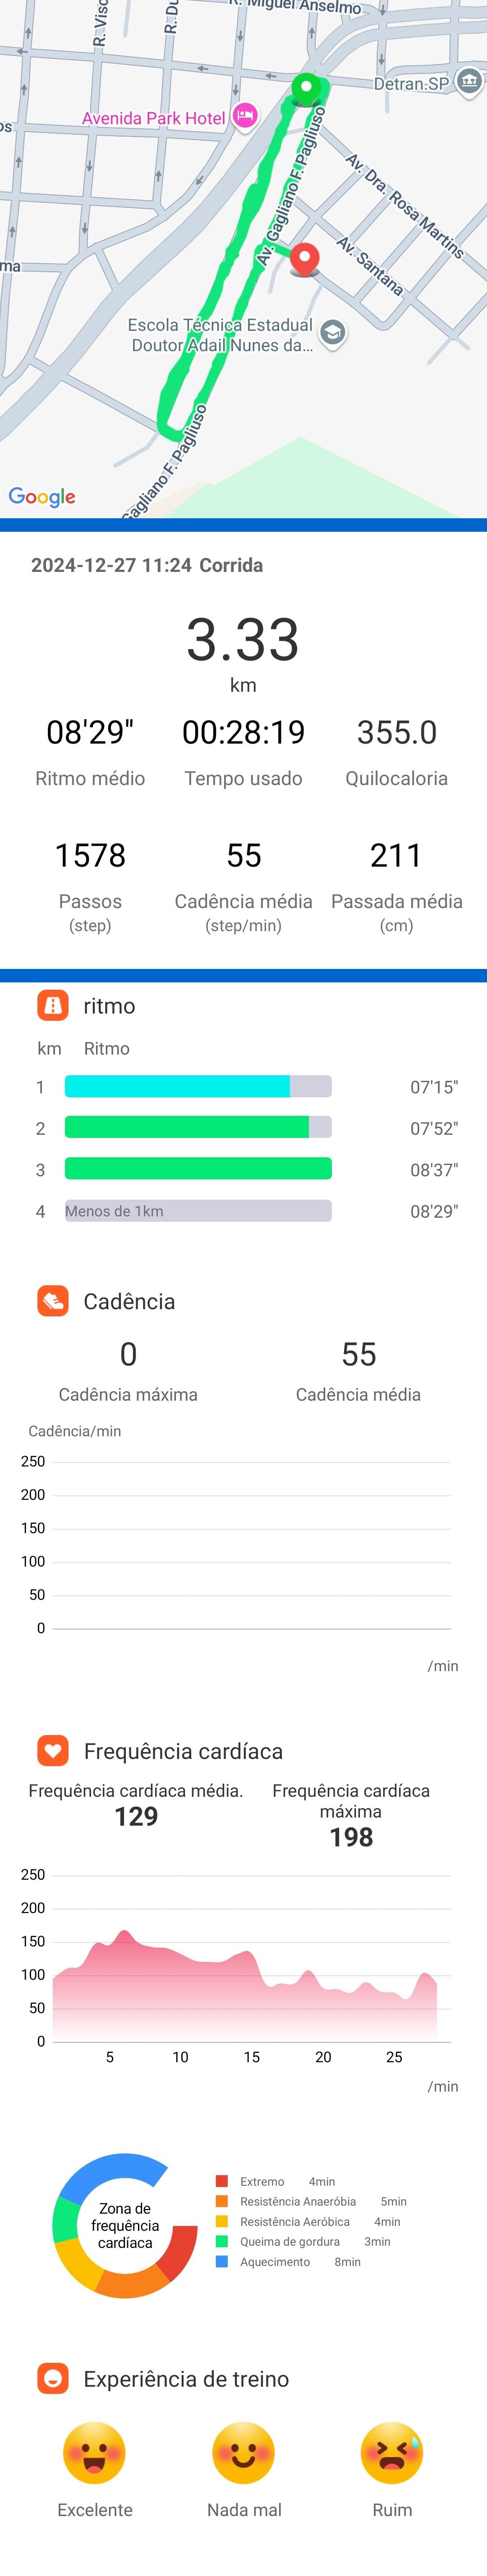 R. Miguel Anselmo
R. Visc
R. Du
Detran.SP
Avenida Park Hotel
os
Av. Gagliano F. Pagliuso
Av. Dra. Rosa Martins
Av. Santana
ma
Escola Técnica Estadual
Doutor Adail Nunes da...
Gagliano F. Pagliuso
Google
2024-12-27 11:24 Corrida
3.33
km
08'29" 00:28:19 355.0
Ritmo médio Tempo usado Quilocaloria
1578 55 211
Passos Cadência média Passada média
(step) (step/min) (cm)
ritmo
km Ritmo
1 07'15"
2 07'52"
3 08'37"
4 Menos de 1km 08'29"
Cadência
0 55
Cadência máxima Cadência média
Cadência/min
250
200
150
100
50
0
/min
Frequência cardíaca
Frequência cardíaca média.
129
Frequência cardíaca
máxima
198
250
200
150
100
50
0
5 10 15 20 25
/min
Zona de
frequência
cardíaca
Extremo 4min
Resistência Anaeróbia 5min
Resistência Aeróbica 4min
Queima de gordura 3min
Aquecimento 8min
Experiência de treino
Excelente Nada mal Ruim